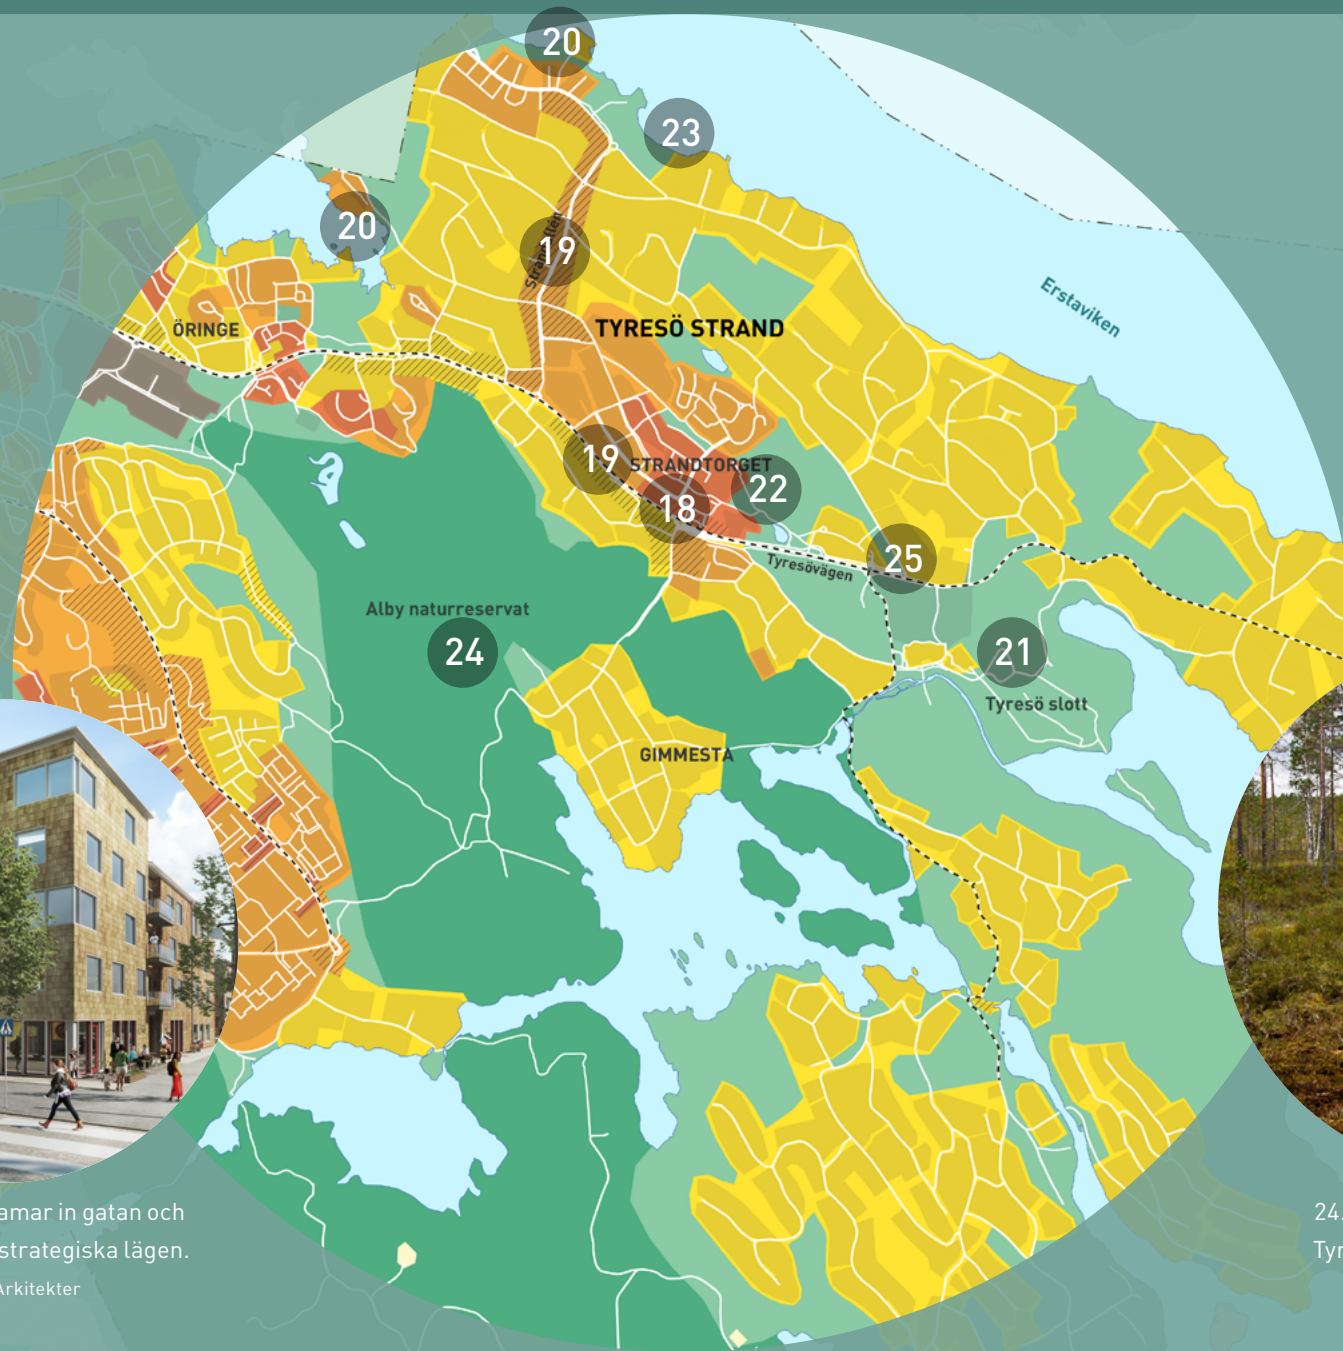 20
23
20
19
Erstaviken
Strandallén
ÖRINGE
TYRESÖ STRAND
19
STRANDTORGET
22
18
25
Tyresövägen
Alby naturreservat
24
21
Tyresö slott
GIMMESTA
amar in gatan och
strategiska lägen.
Arkitekter
24.
Tyr